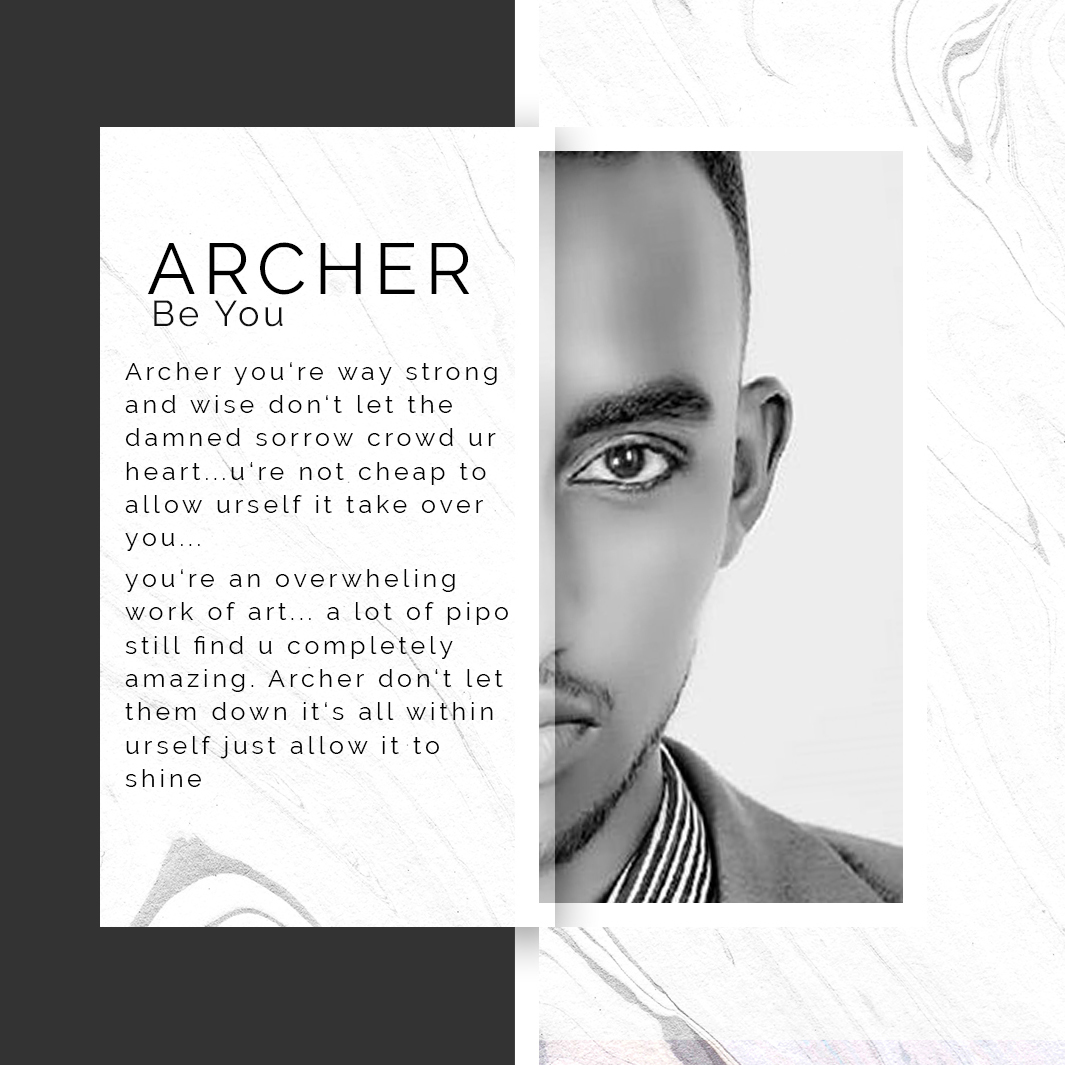 ARCHER
Be You
Archer you‘re way strong
and wise don‘t let the
damned sorrow crowd ur
heart...u‘re not cheap to
allow urself it take over
you...
you‘re an overwheling
work of art... a lot of pipo
still find u completely
amazing. Archer don‘t let
them down it‘s all within
urself just allow it to
shine